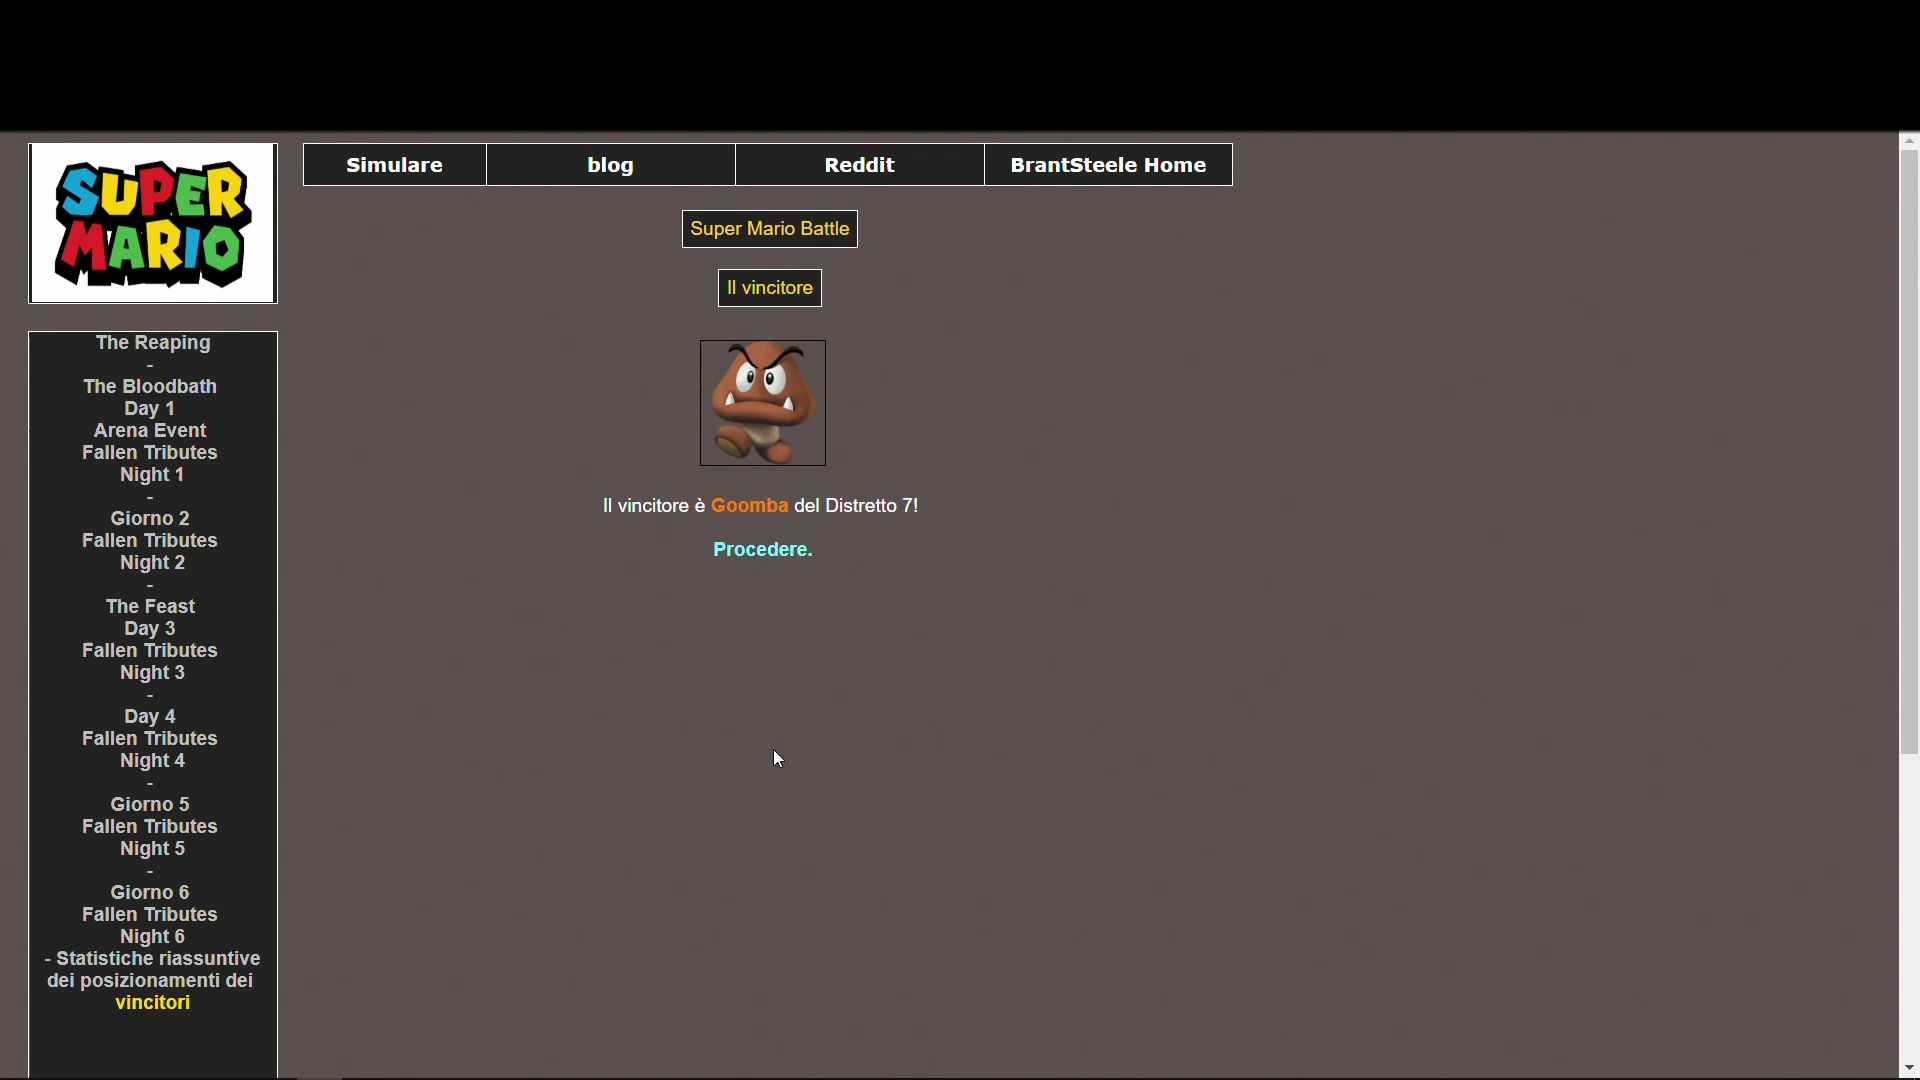 SUPER
MARIO
Simulare
blog
Reddit
BrantSteele Home
Super Mario Battle
Il vincitore
Il vincitore è Goomba del Distretto 7!
Procedere.
The Reaping
-
The Bloodbath
Day 1
Arena Event
Fallen Tributes
Night 1
-
Giorno 2
Fallen Tributes
Night 2
-
The Feast
Day 3
Fallen Tributes
Night 3
-
Day 4
Fallen Tributes
Night 4
-
Giorno 5
Fallen Tributes
Night 5
-
Giorno 6
Fallen Tributes
Night 6
- Statistiche riassuntive
dei posizionamenti dei
vincitori